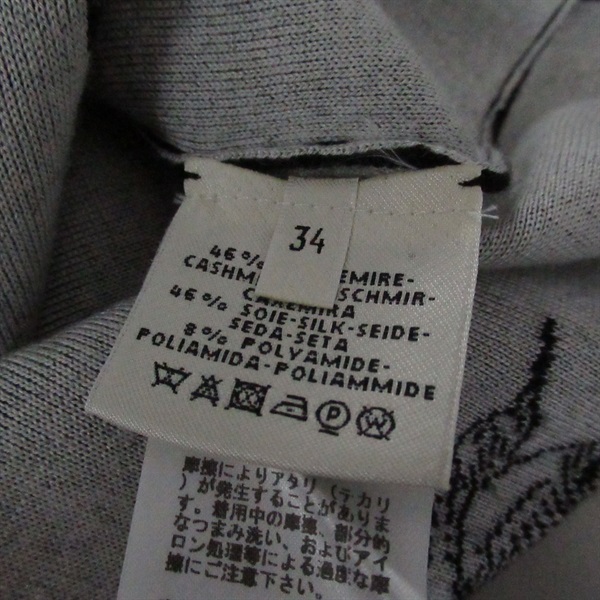 34
46%
CASHM EMIRE-
SCHMIR-
CAXEMIRA
46% SOIE-SILK-SEIDE-
SEDA-SETA
8% POLYAMIDE-
POLIAMIDA-POLIAMMIDE
P W
摩擦によりアタリ(テカリ
)が発生することがありま
す。着用中の摩擦、部分的
なつまみ洗い、およびアイ
ロン処理等による過度な摩
擦にご注意下さい。